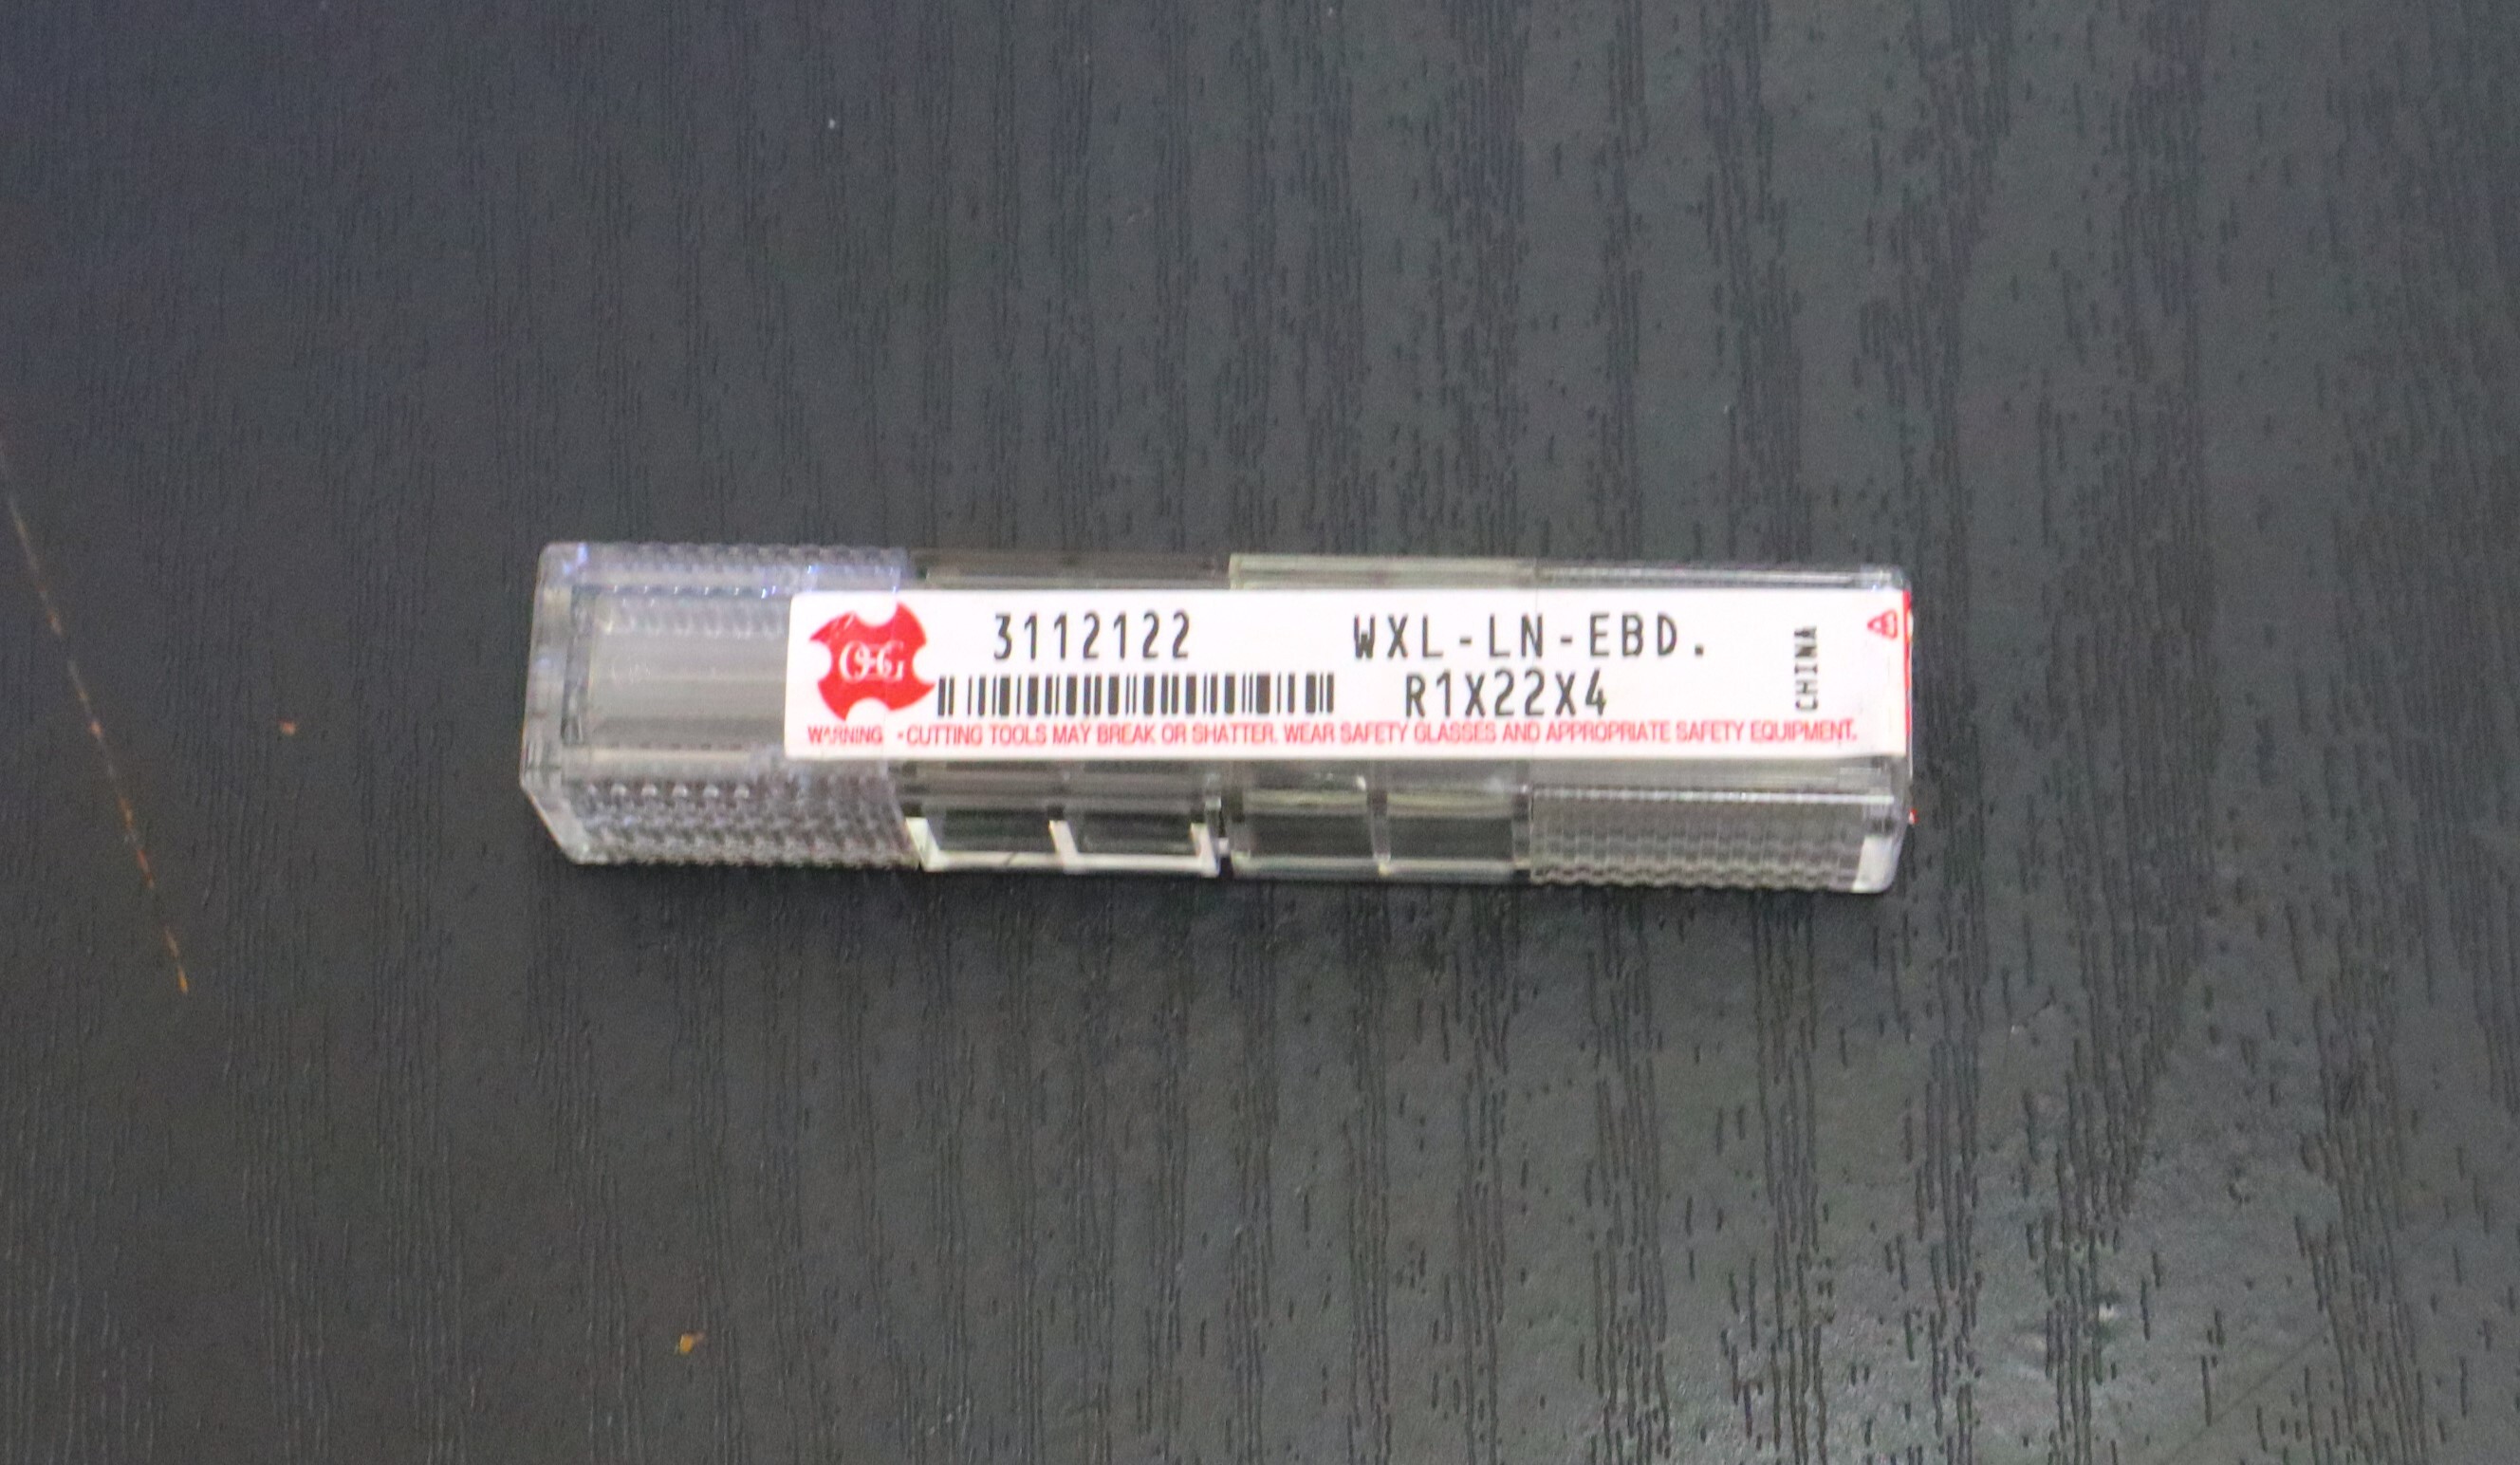 OSG
3112122 WXL-LN-EBD.
R1X22X4
CHINA
WARNING •CUTTING TOOLS MAY BREAK OR SHATTER. WEAR SAFETY GLASSES AND APPROPRIATE SAFETY EQUIPMENT.